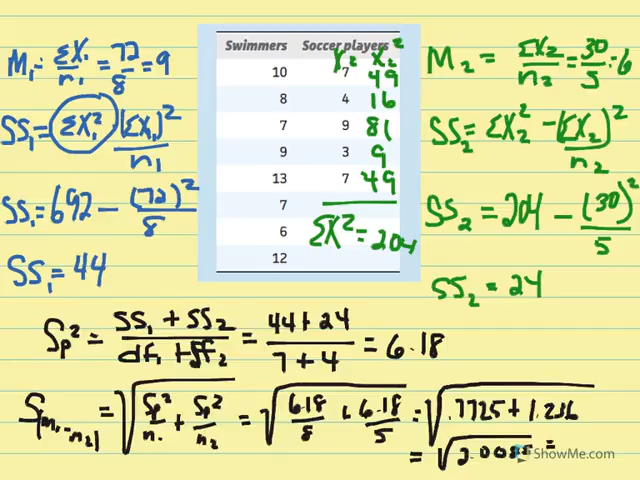 M₁ = ΣX₁/n₁ = 72/8 = 9
SS₁ = ΣX₁² (ΣX₁)²/n₁
SS₁ = 692 − (72)²/8
SS₁ = 44
Swimmers Soccer players
X₂ X₂²
10 7 49
8 4 16
7 9 81
9 3 9
13 7 49
7
6 ΣX² = 204
12
M₂ = ΣX₂/n₂ = 30/5 = 6
SS₂ = ΣX₂² − (ΣX₂)²/n₂
SS₂ = 204 − (30)²/5
SS₂ = 24
Sp² = SS₁ + SS₂/df₁ + df₂ = 44 + 24/7 + 4 = 6.18
S(m₁ − m₂) = √Sp²/n₁ + Sp²/n₂ = √6.18/8 + 6.18/5 = √.7725 + 1.236
= √2.0085 =
ShowMe.com